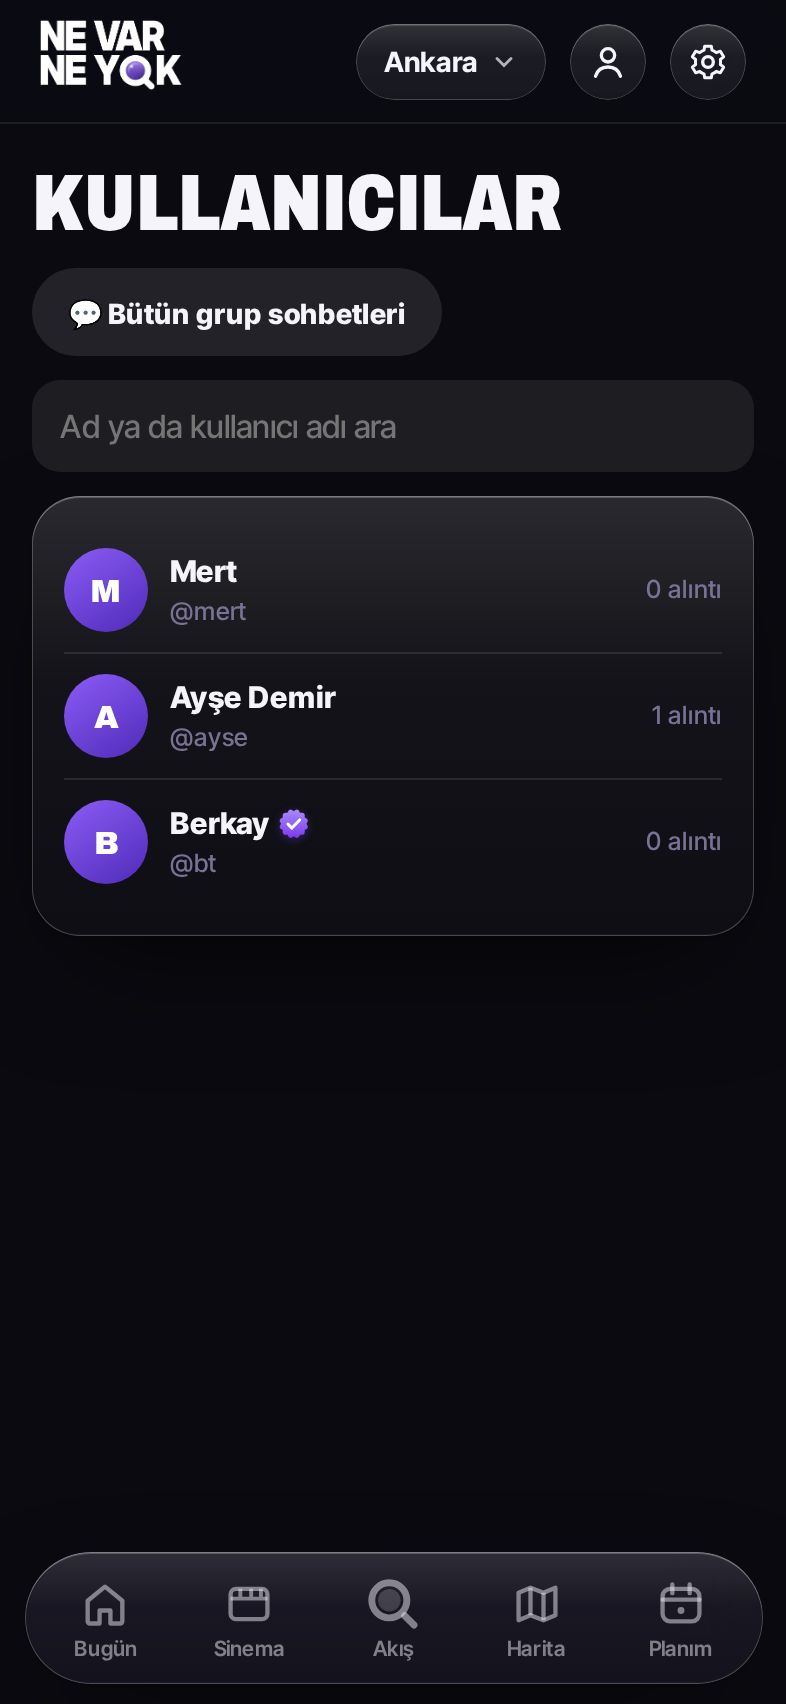 NE VAR
NE YOK
Ankara
KULLANICILAR
💬 Bütün grup sohbetleri
Ad ya da kullanıcı adı ara
M
Mert
@mert
0 alıntı
A
Ayşe Demir
@ayse
1 alıntı
B
Berkay
@bt
0 alıntı
Bugün
Sinema
Akış
Harita
Planım